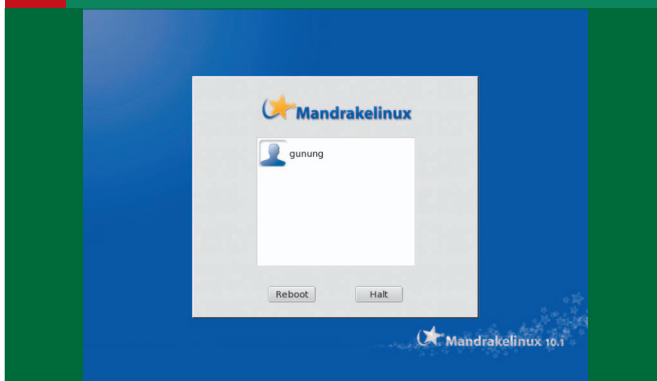 Mandrakelinux
gunung
Reboot Halt
Mandrakelinux 10.1